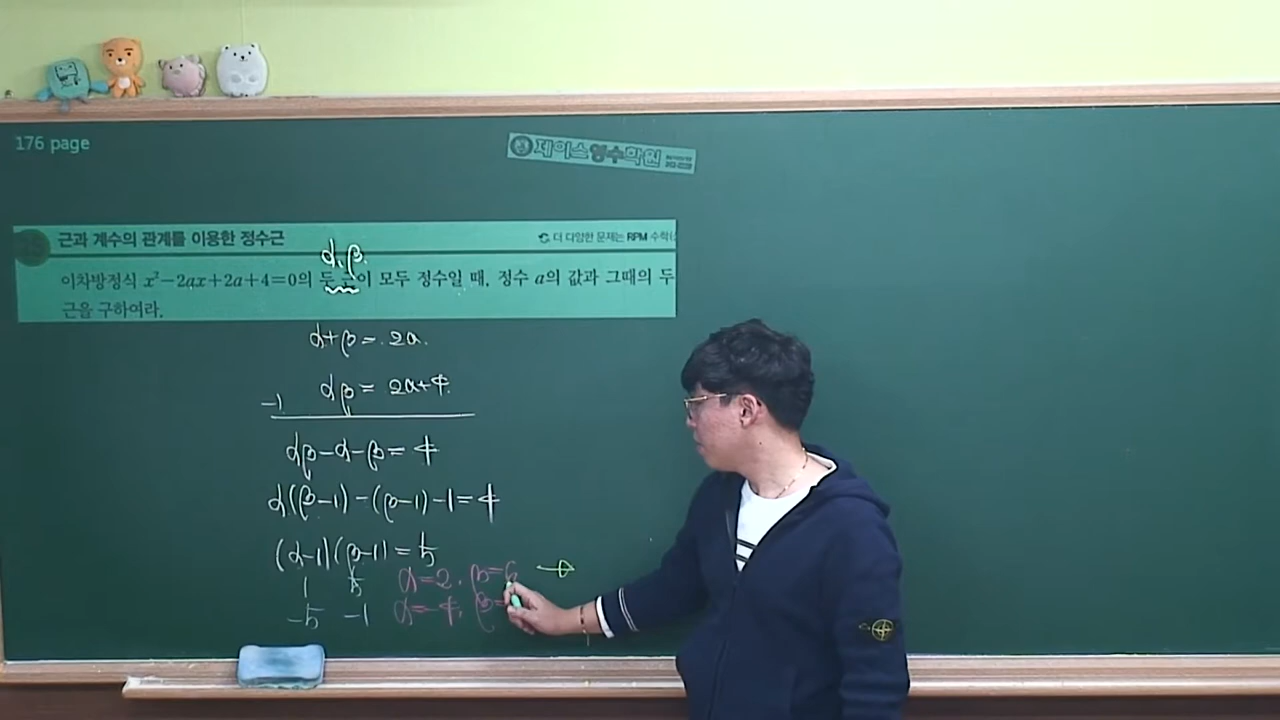 176 page
제이스영수학원
근과 계수의 관계를 이용한 정수근
더 다양한 문제는 RPM 수학
α, β
이차방정식 x²−2ax+2a+4=0의 두 근이 모두 정수일 때, 정수 a의 값과 그때의 두
근을 구하여라.
α+β = 2a
αβ = 2a+4
−1
αβ−α−β = 4
α(β−1)−(β−1)−1=4
(α−1)(β−1) = 5
1 5 α=2, β=6 →
−5 −1 α=−4, β=